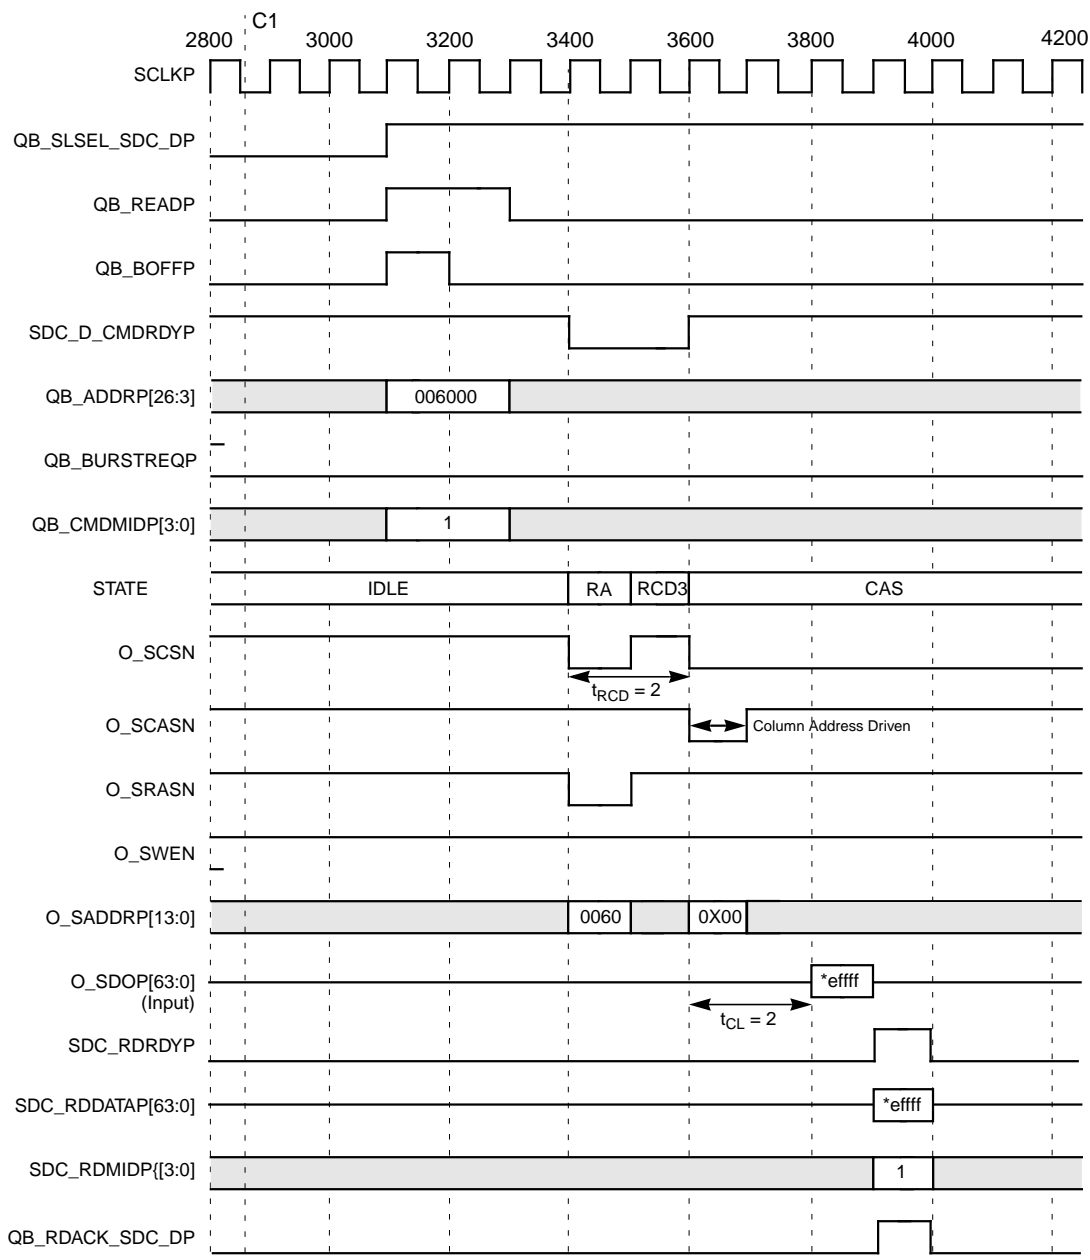 C1
2800 3000 3200 3400 3600 3800 4000 4200
SCLKP
QB_SLSEL_SDC_DP
QB_READP
QB_BOFFP
SDC_D_CMDRDYP
QB_ADDRP[26:3] 006000
QB_BURSTREQP
QB_CMDMIDP[3:0] 1
STATE IDLE RA RCD3 CAS
O_SCSN
tRCD = 2
O_SCASN Column Address Driven
O_SRASN
O_SWEN
O_SADDRP[13:0] 0060 0X00
O_SDOP[63:0] *effff
(Input)
tCL = 2
SDC_RDRDYP
SDC_RDDATAP[63:0] *effff
SDC_RDMIDP{[3:0] 1
QB_RDACK_SDC_DP